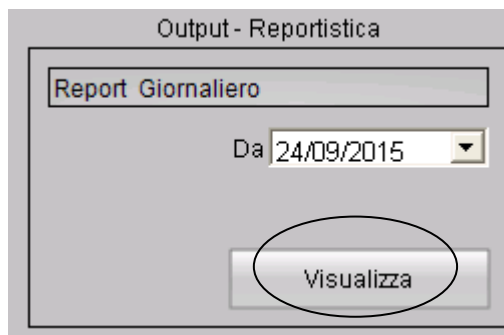 Output - Reportistica
Report Giornaliero
Da 24/09/2015
Visualizza